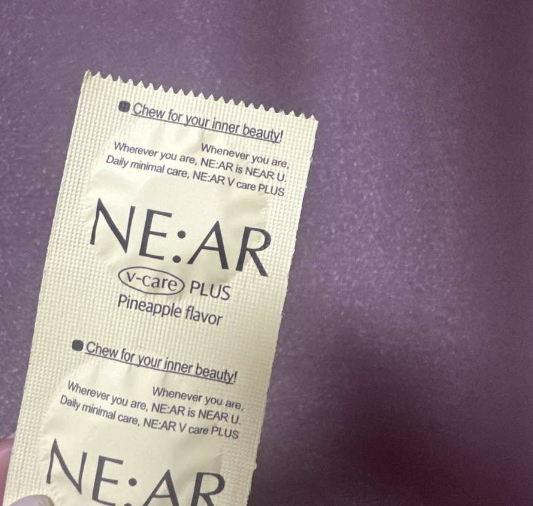 Chew for your inner beauty!
Whenever you are,
Wherever you are, NE:AR is NEAR U.
Daily minimal care, NE:AR V care PLUS
NE:AR
v-care PLUS
Pineapple flavor
Chew for your inner beauty!
Whenever you are,
Wherever you are, NE:AR is NEAR U.
Daily minimal care, NE:AR V care PLUS
NE:AR